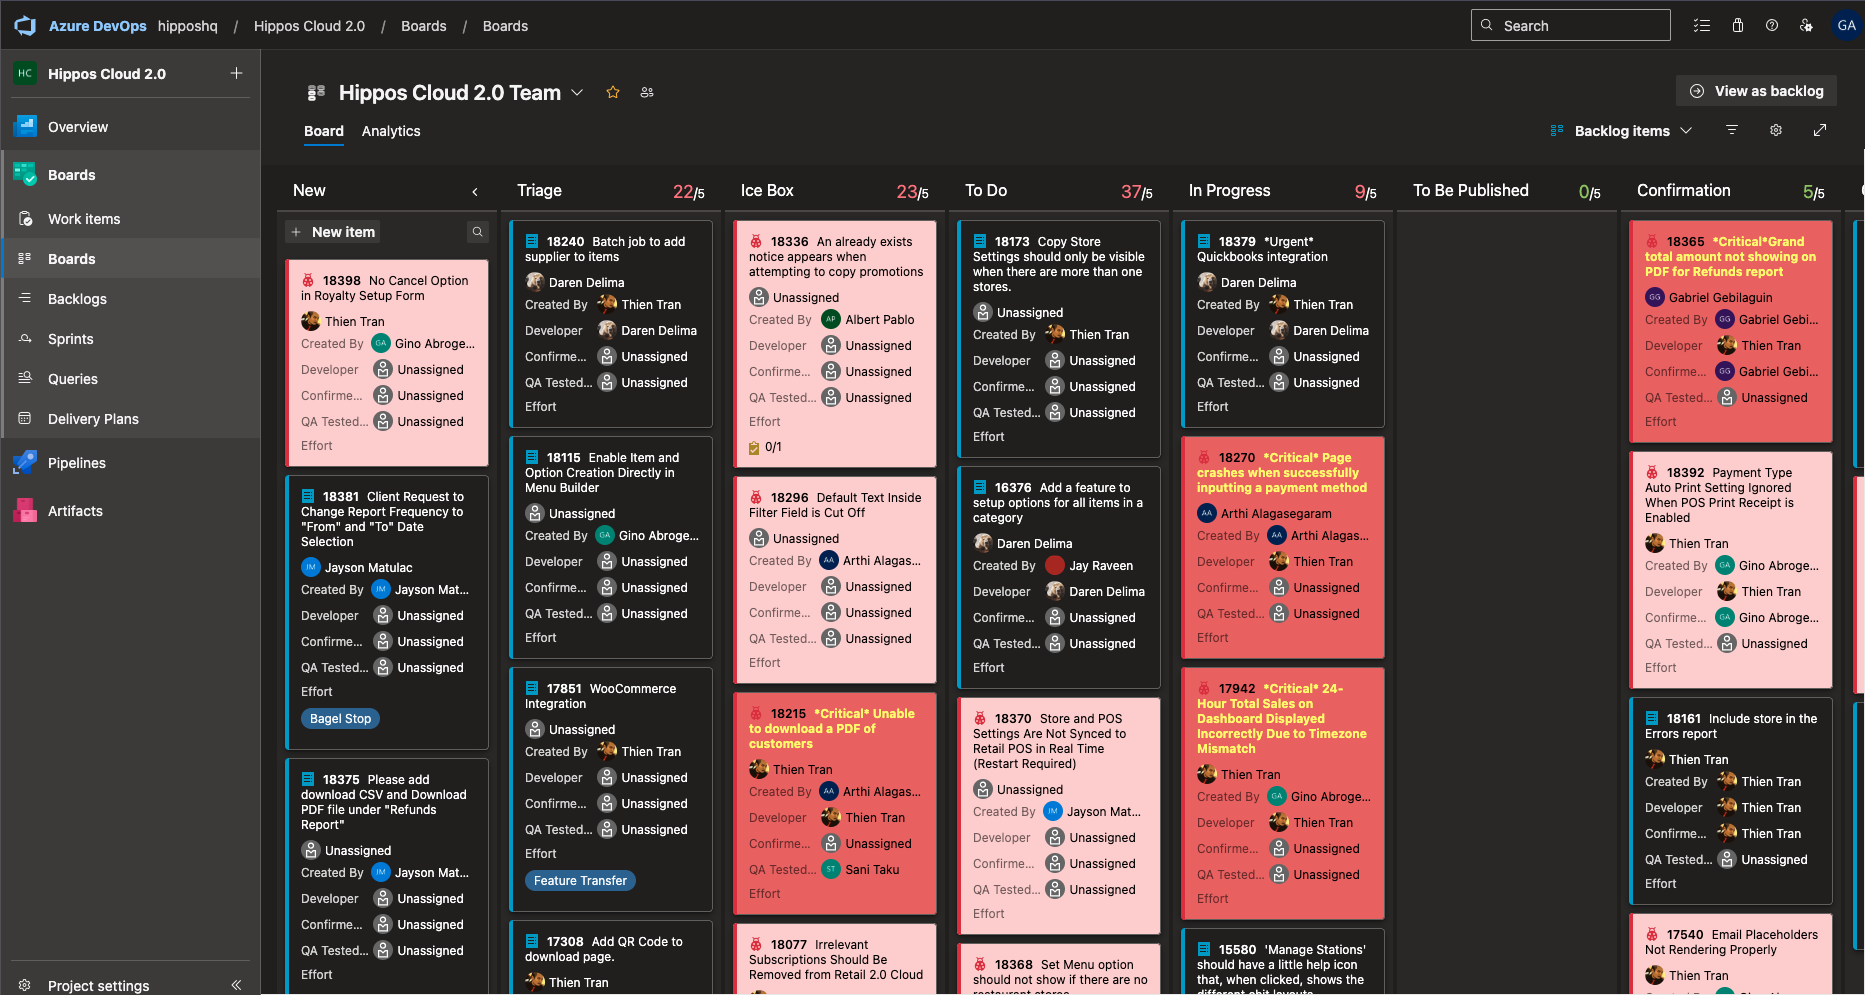 Azure DevOps hipposhq / Hippos Cloud 2.0 / Boards / Boards
Search
GA
HC Hippos Cloud 2.0
Overview
Boards
Work items
Boards
Backlogs
Sprints
Queries
Delivery Plans
Pipelines
Artifacts
Project settings
Hippos Cloud 2.0 Team
View as backlog
Board Analytics
Backlog items
New
New item
18398 No Cancel Option
in Royalty Setup Form
Thien Tran
Created By GA Gino Abroge...
Developer Unassigned
Confirme... Unassigned
QA Tested... Unassigned
Effort
18381 Client Request to
Change Report Frequency to
"From" and "To" Date
Selection
JM Jayson Matulac
Created By JM Jayson Mat...
Developer Unassigned
Confirme... Unassigned
QA Tested... Unassigned
Effort
Bagel Stop
18375 Please add
download CSV and Download
PDF file under "Refunds
Report"
Unassigned
Created By JM Jayson Mat...
Developer Unassigned
Confirme... Unassigned
QA Tested... Unassigned
Effort
Triage 22/5
18240 Batch job to add
supplier to items
Daren Delima
Created By Thien Tran
Developer Daren Delima
Confirme... Unassigned
QA Tested... Unassigned
Effort
18115 Enable Item and
Option Creation Directly in
Menu Builder
Unassigned
Created By GA Gino Abroge...
Developer Unassigned
Confirme... Unassigned
QA Tested... Unassigned
Effort
17851 WooCommerce
Integration
Unassigned
Created By Thien Tran
Developer Unassigned
Confirme... Unassigned
QA Tested... Unassigned
Effort
Feature Transfer
17308 Add QR Code to
download page.
Thien Tran
Ice Box 23/5
18336 An already exists
notice appears when
attempting to copy promotions
Unassigned
Created By AP Albert Pablo
Developer Unassigned
Confirme... Unassigned
QA Tested... Unassigned
Effort
0/1
18296 Default Text Inside
Filter Field is Cut Off
Unassigned
Created By AA Arthi Alagas...
Developer Unassigned
Confirme... Unassigned
QA Tested... Unassigned
Effort
18215 *Critical* Unable
to download a PDF of
customers
Thien Tran
Created By AA Arthi Alagas...
Developer Thien Tran
Confirme... Unassigned
QA Tested... ST Sani Taku
Effort
18077 Irrelevant
Subscriptions Should Be
Removed from Retail 2.0 Cloud
To Do 37/5
18173 Copy Store
Settings should only be visible
when there are more than one
stores.
Unassigned
Created By Thien Tran
Developer Unassigned
Confirme... Unassigned
QA Tested... Unassigned
Effort
16376 Add a feature to
setup options for all items in a
category
Daren Delima
Created By Jay Raveen
Developer Daren Delima
Confirme... Unassigned
QA Tested... Unassigned
Effort
18370 Store and POS
Settings Are Not Synced to
Retail POS in Real Time
(Restart Required)
Unassigned
Created By JM Jayson Mat...
Developer Unassigned
Confirme... Unassigned
QA Tested... Unassigned
Effort
18368 Set Menu option
should not show if there are no
restaurant stores
In Progress 9/5
18379 *Urgent*
Quickbooks integration
Daren Delima
Created By Thien Tran
Developer Daren Delima
Confirme... Unassigned
QA Tested... Unassigned
Effort
18270 *Critical* Page
crashes when successfully
inputting a payment method
AA Arthi Alagasegaram
Created By AA Arthi Alagas...
Developer Thien Tran
Confirme... Unassigned
QA Tested... Unassigned
Effort
17942 *Critical* 24-
Hour Total Sales on
Dashboard Displayed
Incorrectly Due to Timezone
Mismatch
Thien Tran
Created By GA Gino Abroge...
Developer Thien Tran
Confirme... Unassigned
QA Tested... Unassigned
Effort
15580 'Manage Stations'
should have a little help icon
that, when clicked, shows the
To Be Published 0/5
Confirmation 5/5
18365 *Critical*Grand
total amount not showing on
PDF for Refunds report
GG Gabriel Gebilaguin
Created By GG Gabriel Gebi...
Developer Thien Tran
Confirme... GG Gabriel Gebi...
QA Tested... Unassigned
Effort
18392 Payment Type
Auto Print Setting Ignored
When POS Print Receipt is
Enabled
Thien Tran
Created By GA Gino Abroge...
Developer Thien Tran
Confirme... GA Gino Abroge...
QA Tested... Unassigned
Effort
18161 Include store in the
Errors report
Thien Tran
Created By Thien Tran
Developer Thien Tran
Confirme... Thien Tran
QA Tested... Unassigned
Effort
17540 Email Placeholders
Not Rendering Properly
Thien Tran